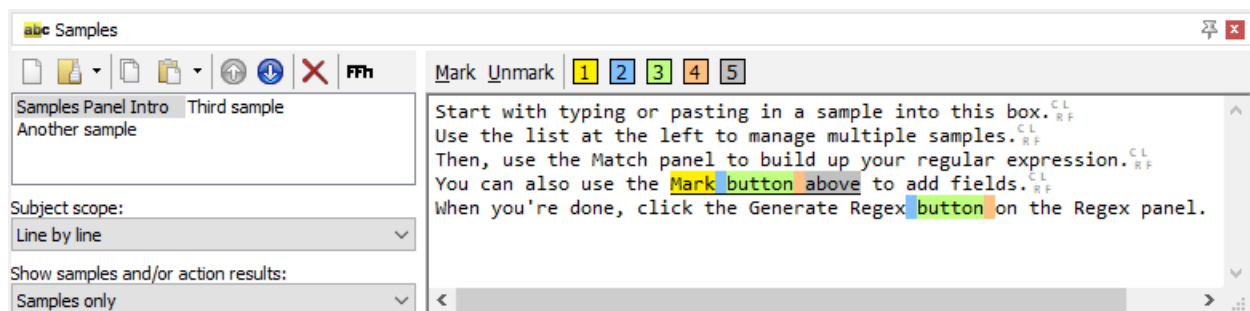 abc Samples
FFh
Mark Unmark 1 2 3 4 5
Samples Panel Intro Third sample
Another sample
Subject scope:
Line by line
Show samples and/or action results:
Samples only
Start with typing or pasting in a sample into this box.CRLF
Use the list at the left to manage multiple samples.CRLF
Then, use the Match panel to build up your regular expression.CRLF
You can also use the Mark button above to add fields.CRLF
When you're done, click the Generate Regex button on the Regex panel.